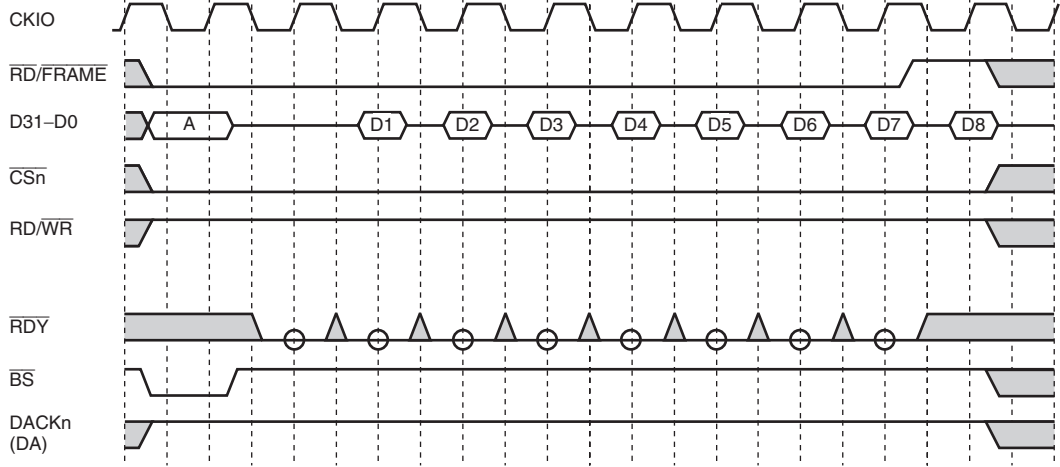 CKIO
RD/FRAME
D31–D0
A D1 D2 D3 D4 D5 D6 D7 D8
CSn
RD/WR
RDY
BS
DACKn
(DA)